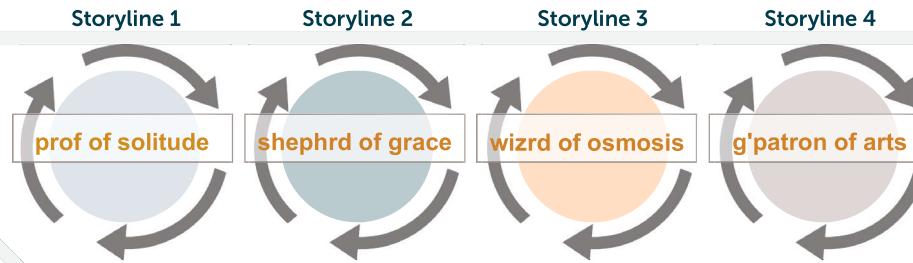 Storyline 1 Storyline 2 Storyline 3 Storyline 4
prof of solitude shephrd of grace wizrd of osmosis g'patron of arts